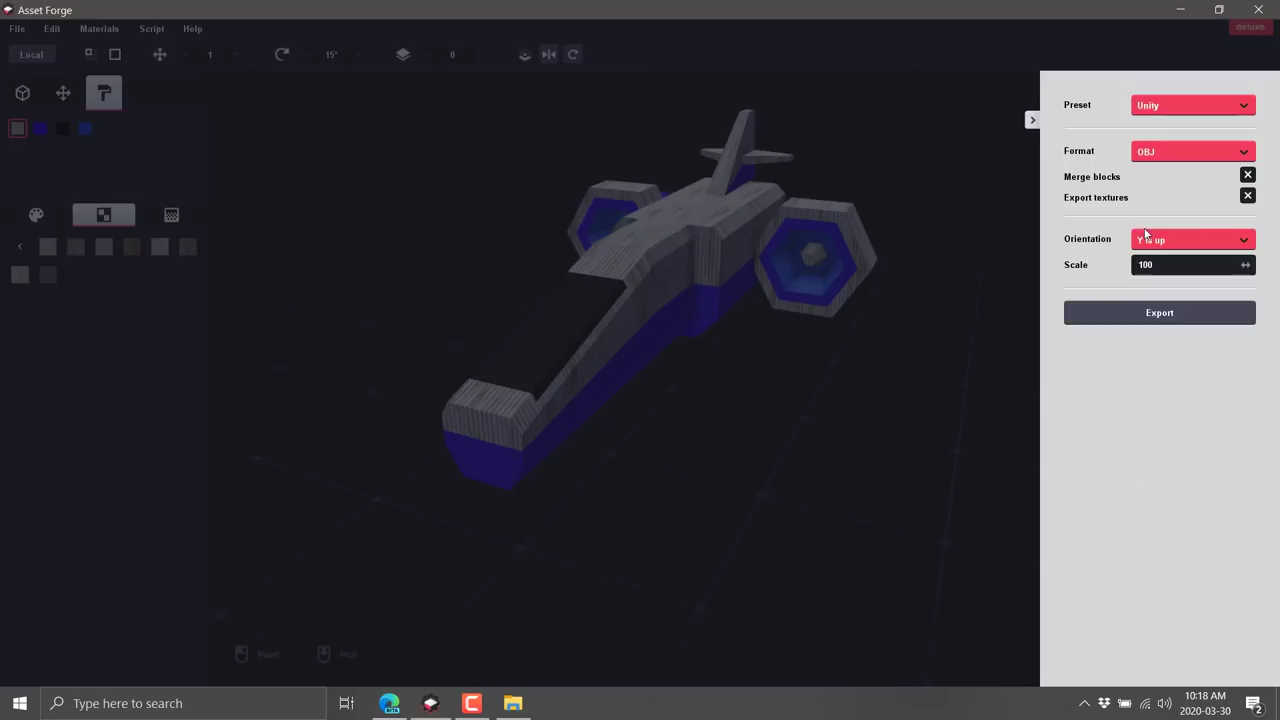 Asset Forge
File Edit Materials Script Help
deluxe
Local 1 15° 0
Preset Unity
Format OBJ
Merge blocks
Export textures
Orientation Y is up
Scale 100
Export
Paint Pick
Type here to search
10:18 AM
2020-03-30
2